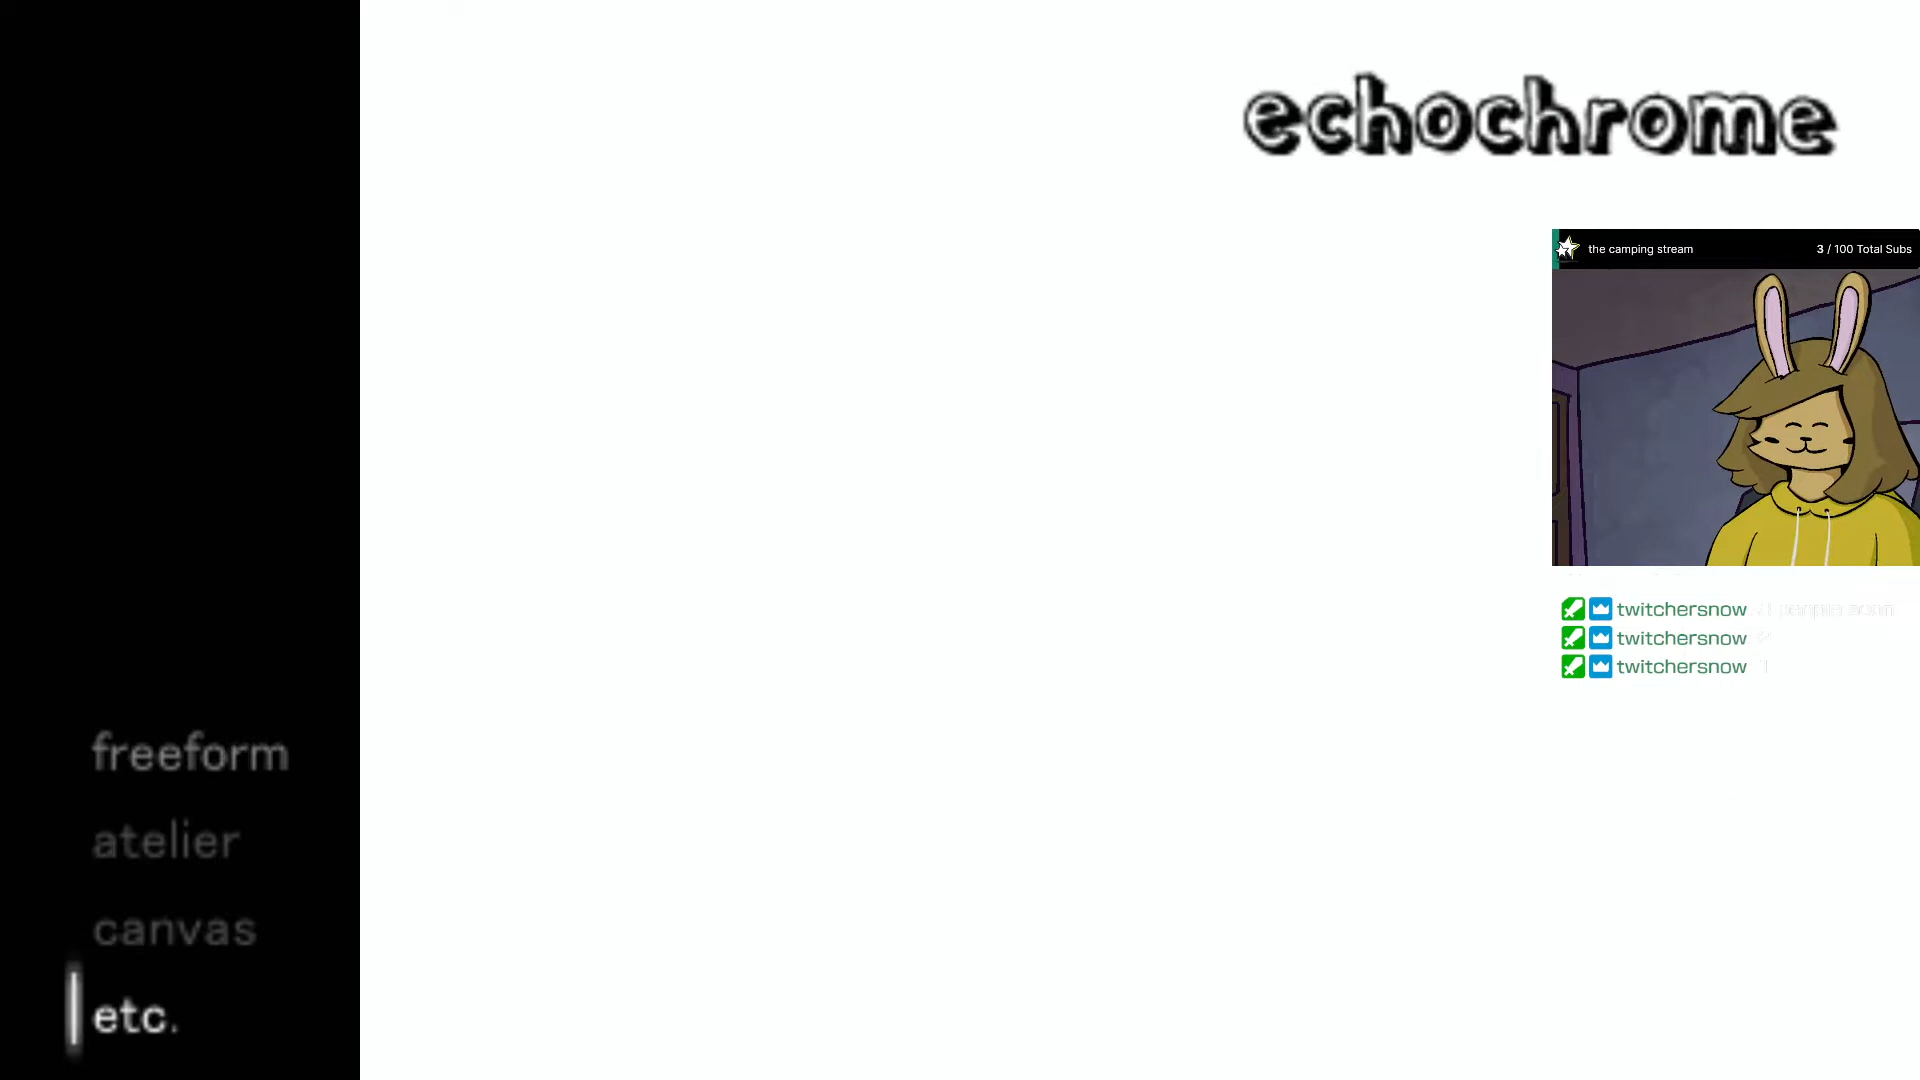 echochrome
the camping stream
3 / 100 Total Subs
twitchersnow
twitchersnow
twitchersnow
freeform
atelier
canvas
etc.